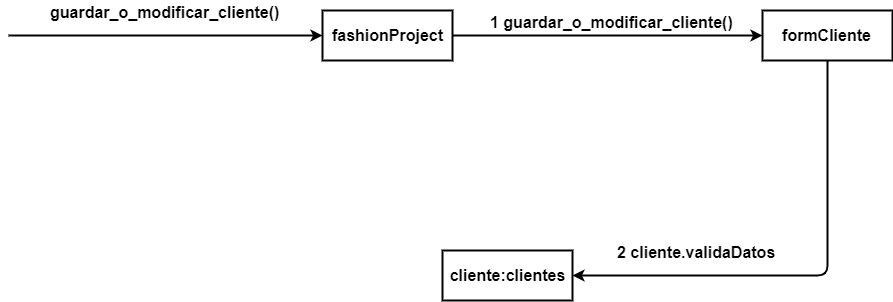 guardar_o_modificar_cliente()
fashionProject
1 guardar_o_modificar_cliente()
formCliente
2 cliente.validaDatos
cliente:clientes